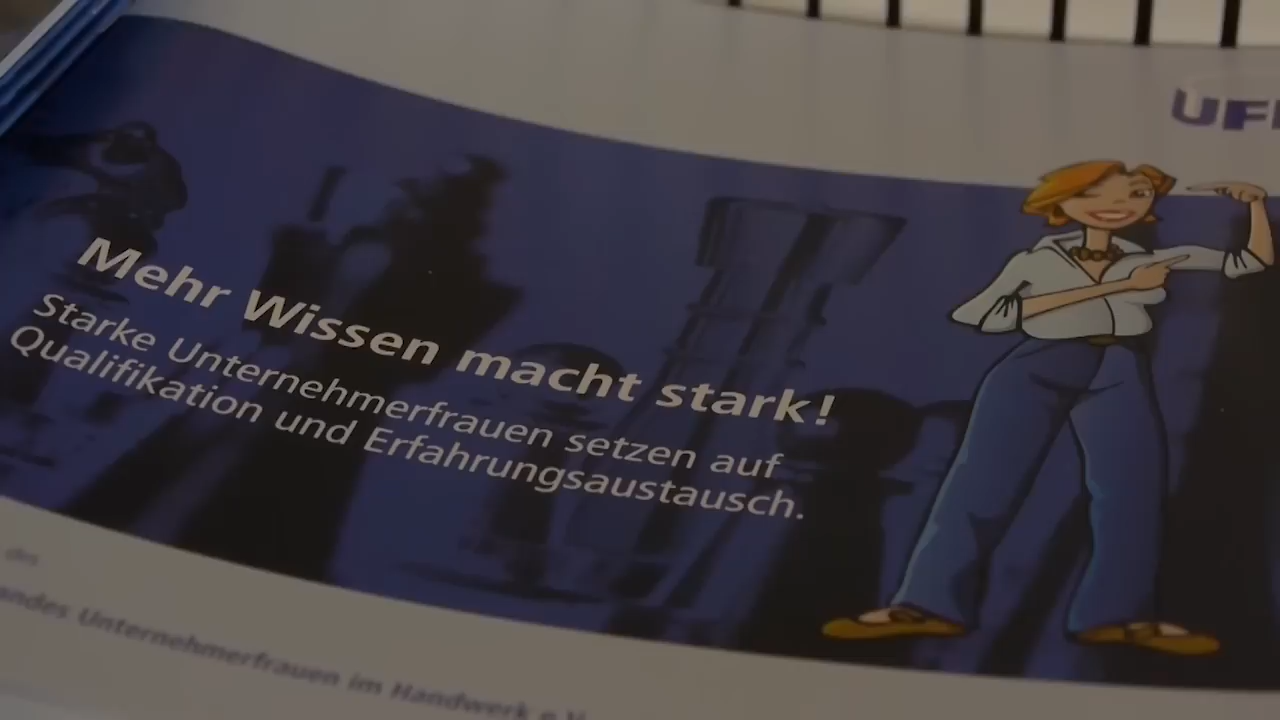 UF
Mehr Wissen macht stark!
Starke Unternehmerfrauen setzen auf
Qualifikation und Erfahrungsaustausch.
des
andes Unternehmerfrauen im Handwerk e.V.